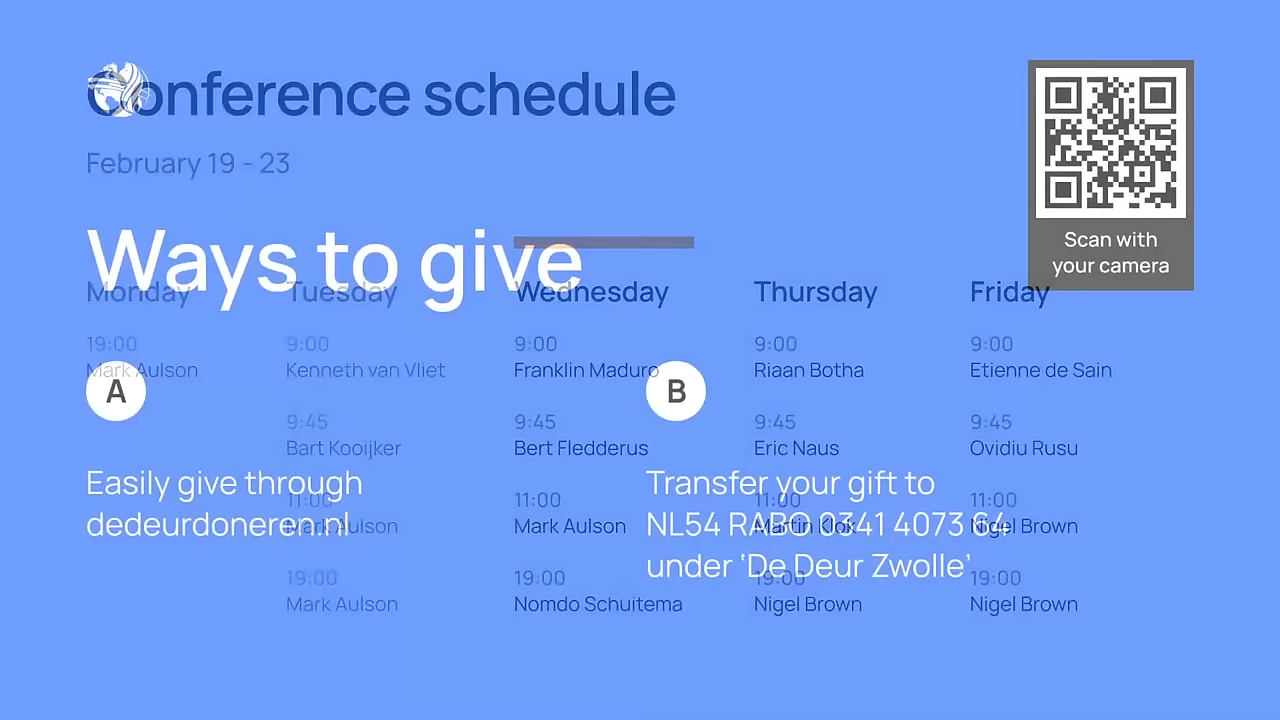 Conference schedule
February 19 - 23
Scan with
your camera
Ways to give
Monday Tuesday Wednesday Thursday Friday
19:00 9:00 9:00 9:00 9:00
Mark Aulson Kenneth van Vliet Franklin Maduro Riaan Botha Etienne de Sain
A B
9:45 9:45 9:45 9:45
Bart Kooijker Bert Fledderus Eric Naus Ovidiu Rusu
Easily give through
dedeurdoneren.nl
Transfer your gift to
NL54 RABO 0341 4073 64
under ‘De Deur Zwolle’
11:00 11:00 11:00 11:00
Mark Aulson Mark Aulson Martin Klok Nigel Brown
19:00 19:00 19:00 19:00
Mark Aulson Nomdo Schuitema Nigel Brown Nigel Brown